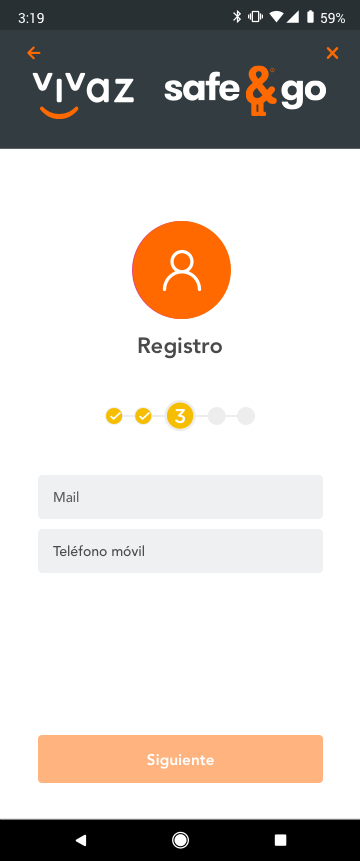 3:19
59%
vivaz
safe&go
Registro
3
Mail
Teléfono móvil
Siguiente